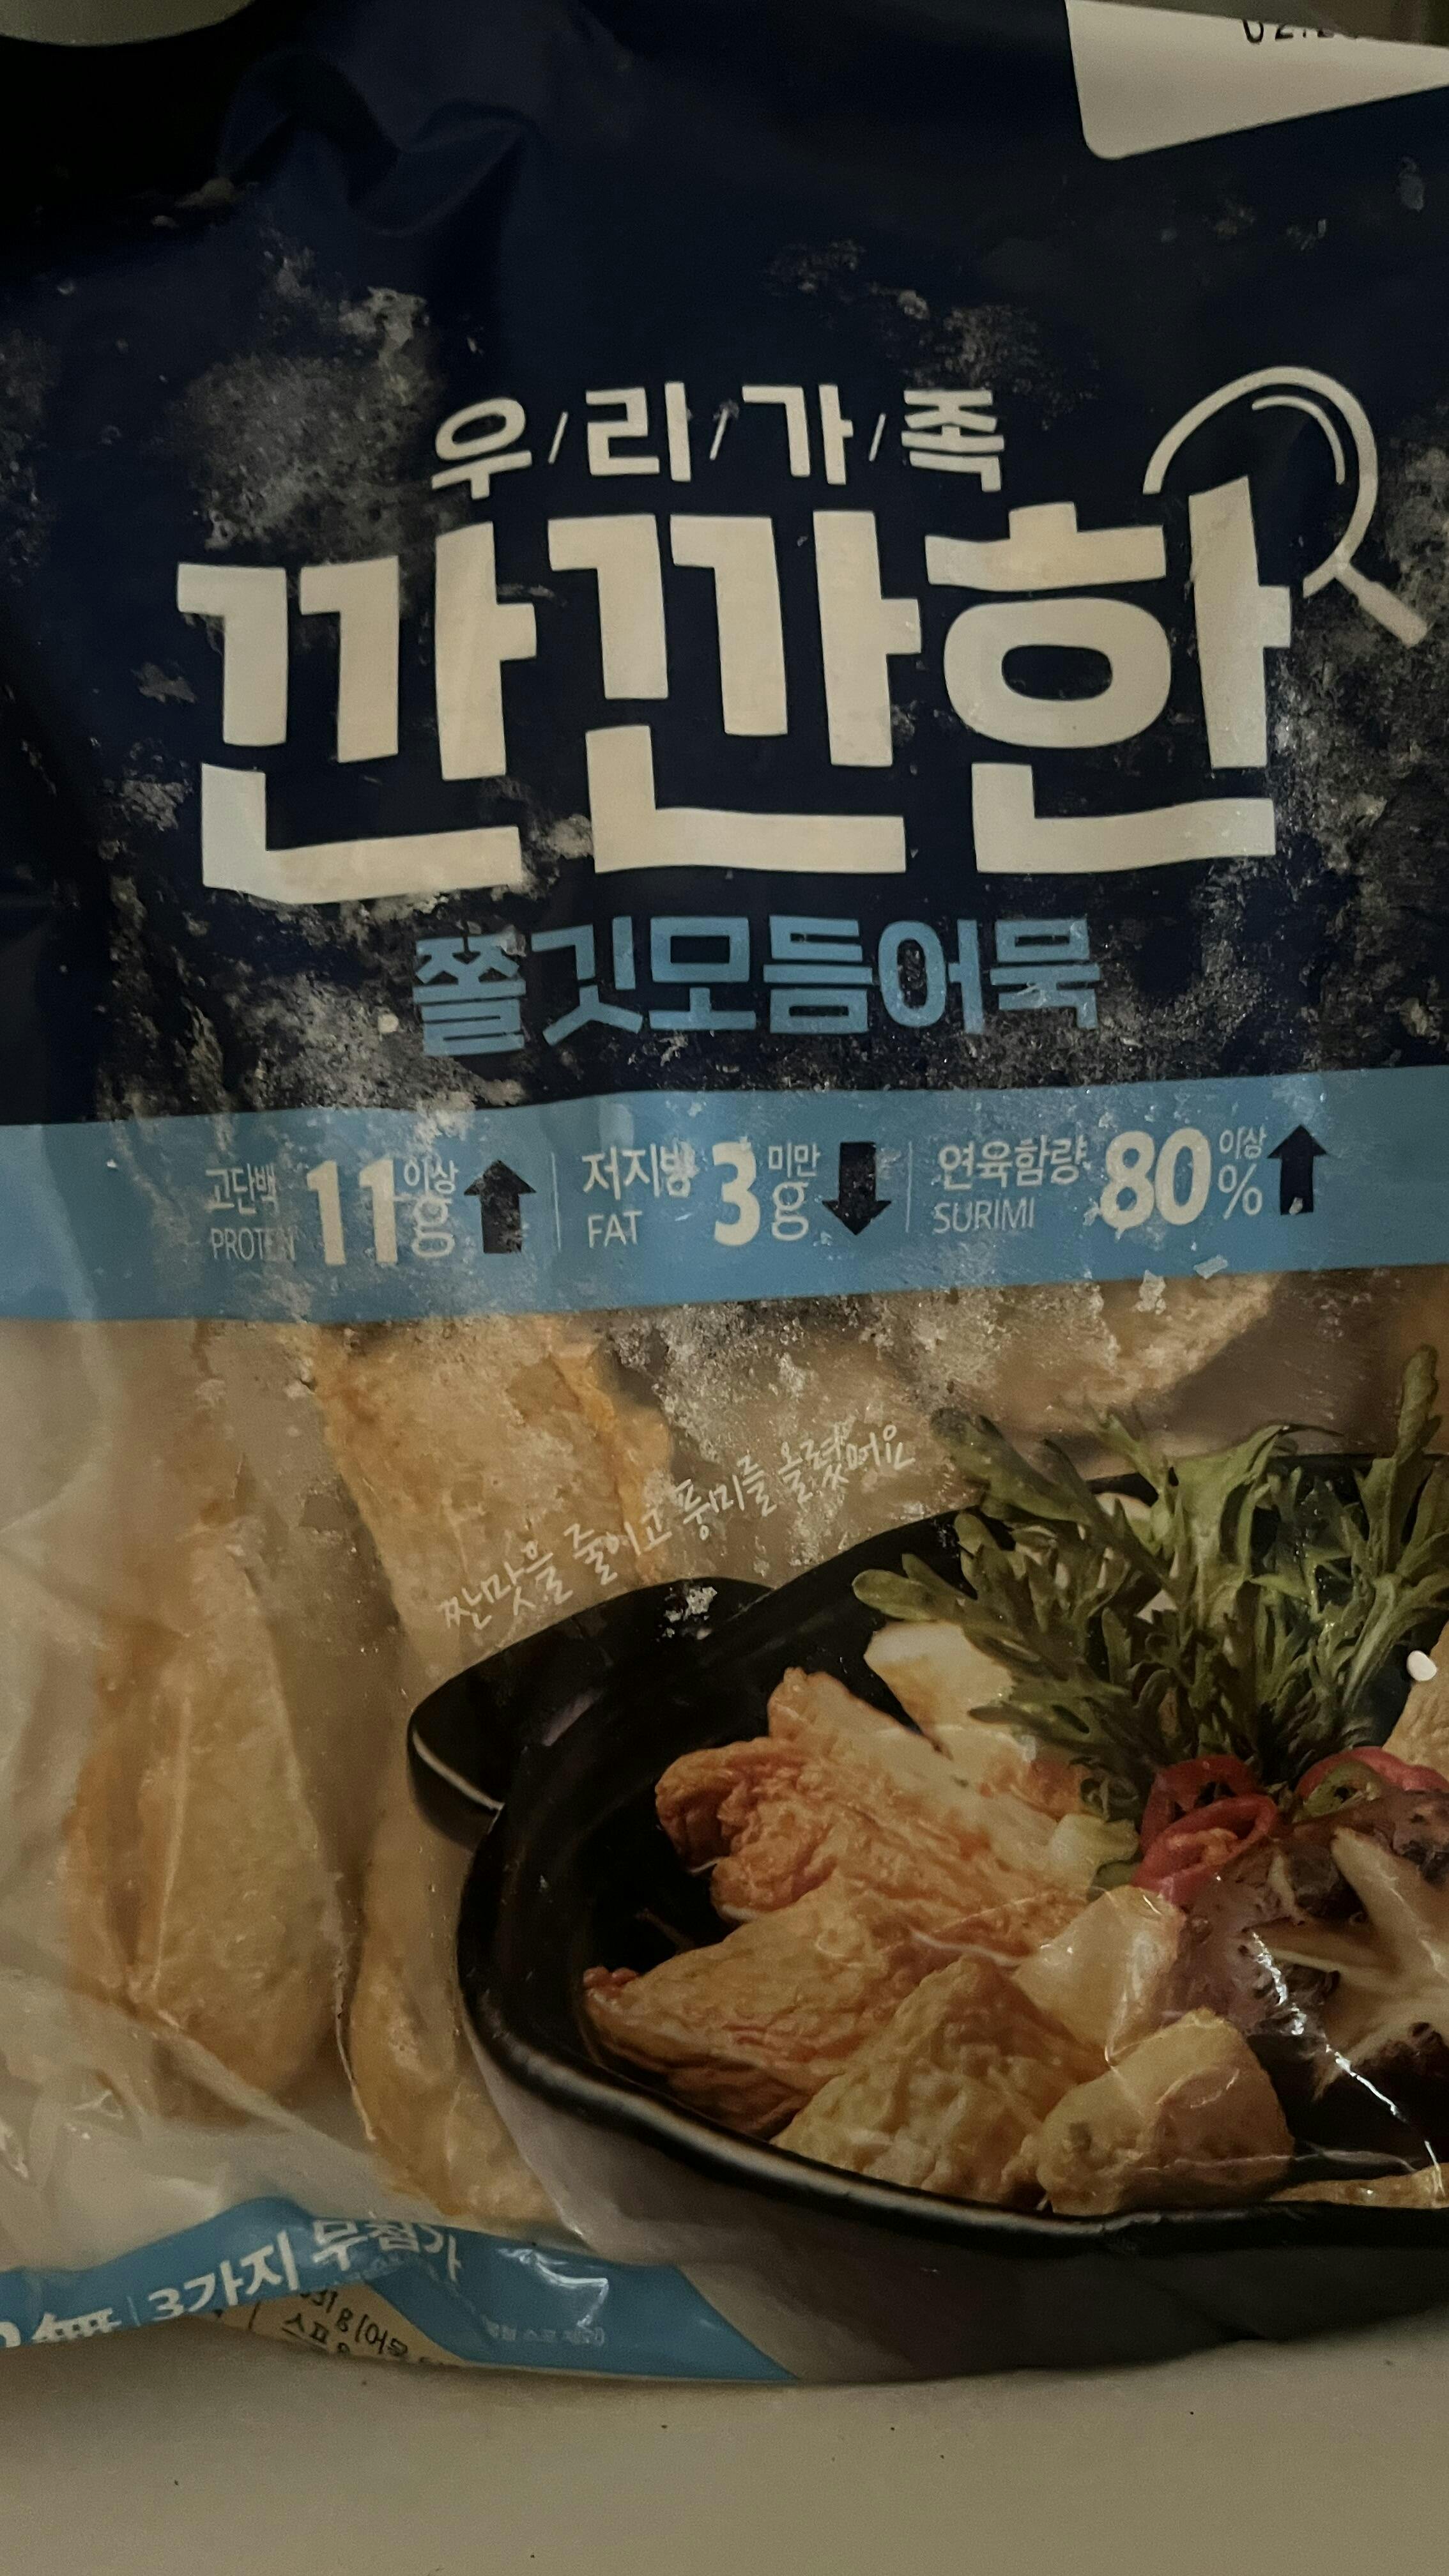 우/리/가/족
깐깐한
쫄깃모듬어묵
고단백 11g 이상
PROTEIN
저지방 3g 미만
FAT
연육함량 80% 이상
SURIMI
짠맛을 줄이고 풍미를 올렸어요
無 | 3가지 무첨가